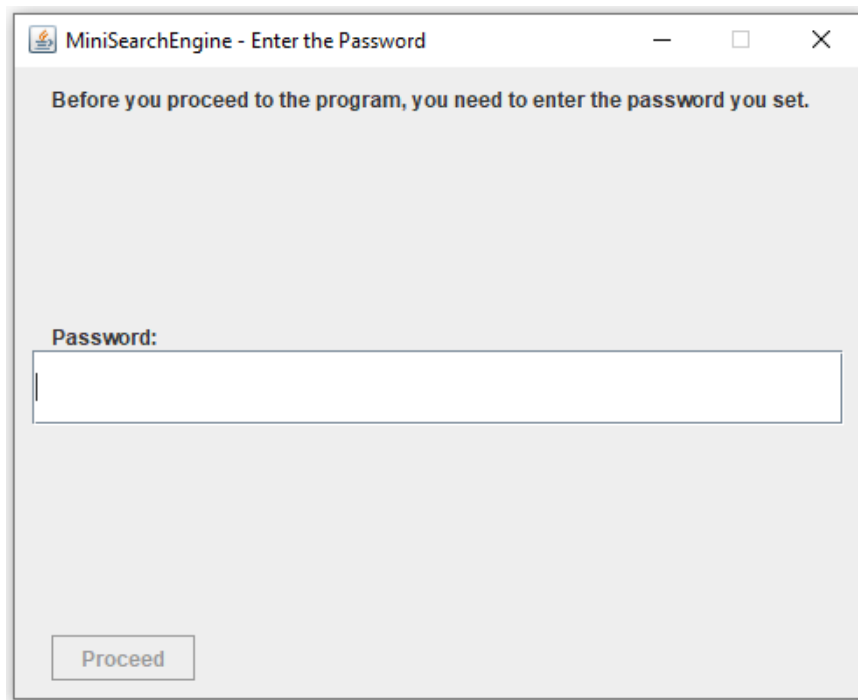 MiniSearchEngine - Enter the Password
Before you proceed to the program, you need to enter the password you set.
Password:
Proceed